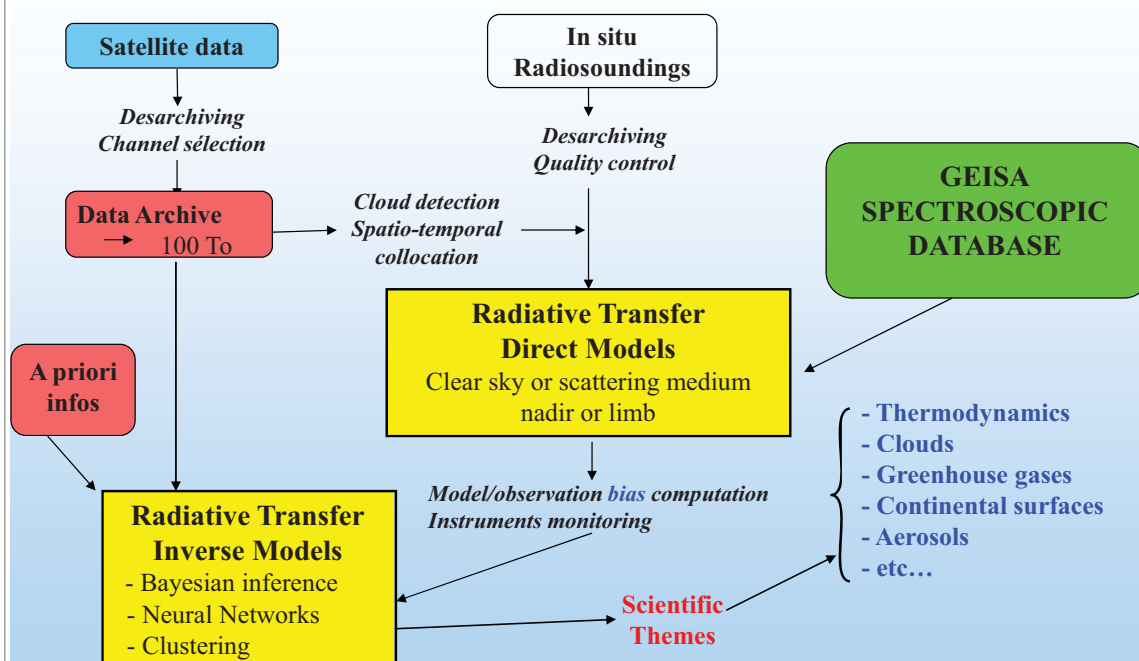 Satellite data
In situ
Radiosoundings
Desarchiving
Channel sélection
Desarchiving
Quality control
GEISA
SPECTROSCOPIC
DATABASE
Data Archive
→ 100 To
Cloud detection
Spatio-temporal
collocation
Radiative Transfer
Direct Models
Clear sky or scattering medium
nadir or limb
A priori
infos
- Thermodynamics
- Clouds
- Greenhouse gases
- Continental surfaces
- Aerosols
- etc…
Model/observation bias computation
Instruments monitoring
Radiative Transfer
Inverse Models
- Bayesian inference
- Neural Networks
- Clustering
Scientific
Themes